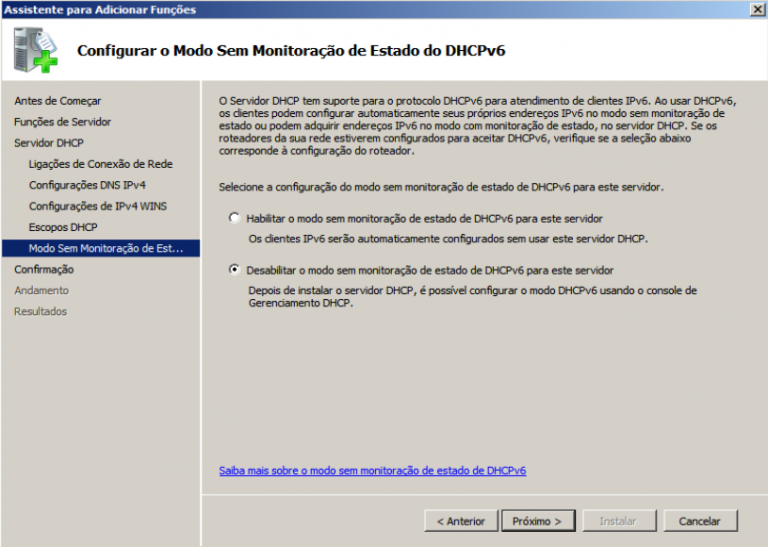 Assistente para Adicionar Funções
Configurar o Modo Sem Monitoração de Estado do DHCPv6
Antes de Começar
Funções de Servidor
Servidor DHCP
Ligações de Conexão de Rede
Configurações DNS IPv4
Configurações de IPv4 WINS
Escopos DHCP
Modo Sem Monitoração de Est...
Confirmação
Andamento
Resultados
O Servidor DHCP tem suporte para o protocolo DHCPv6 para atendimento de clientes IPv6. Ao usar DHCPv6,
os clientes podem configurar automaticamente seus próprios endereços IPv6 no modo sem monitoração de
estado ou podem adquirir endereços IPv6 no modo com monitoração de estado, no servidor DHCP. Se os
roteadores da sua rede estiverem configurados para aceitar DHCPv6, verifique se a seleção abaixo
corresponde à configuração do roteador.
Selecione a configuração do modo sem monitoração de estado de DHCPv6 para este servidor.
Habilitar o modo sem monitoração de estado de DHCPv6 para este servidor
Os clientes IPv6 serão automaticamente configurados sem usar este servidor DHCP.
Desabilitar o modo sem monitoração de estado de DHCPv6 para este servidor
Depois de instalar o servidor DHCP, é possível configurar o modo DHCPv6 usando o console de
Gerenciamento DHCP.
Saiba mais sobre o modo sem monitoração de estado de DHCPv6
< Anterior
Próximo >
Instalar
Cancelar